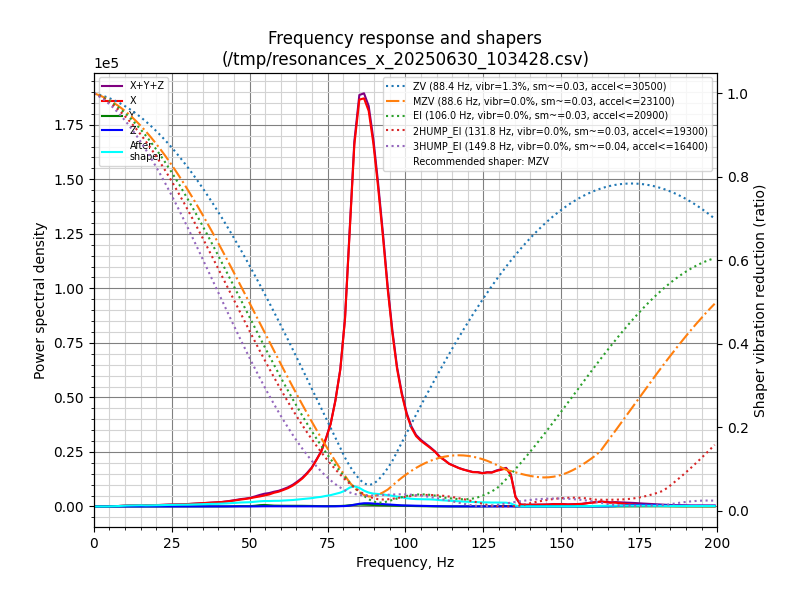 Frequency response and shapers
(/tmp/resonances_x_20250630_103428.csv)
1e5
X+Y+Z
X
Y
Z
After
shaper
ZV (88.4 Hz, vibr=1.3%, sm~=0.03, accel<=30500)
MZV (88.6 Hz, vibr=0.0%, sm~=0.03, accel<=23100)
EI (106.0 Hz, vibr=0.0%, sm~=0.03, accel<=20900)
2HUMP_EI (131.8 Hz, vibr=0.0%, sm~=0.03, accel<=19300)
3HUMP_EI (149.8 Hz, vibr=0.0%, sm~=0.04, accel<=16400)
Recommended shaper: MZV
1.75
1.50
1.25
1.00
0.75
0.50
0.25
0.00
Power spectral density
1.0
0.8
0.6
0.4
0.2
0.0
Shaper vibration reduction (ratio)
0
25
50
75
100
125
150
175
200
Frequency, Hz